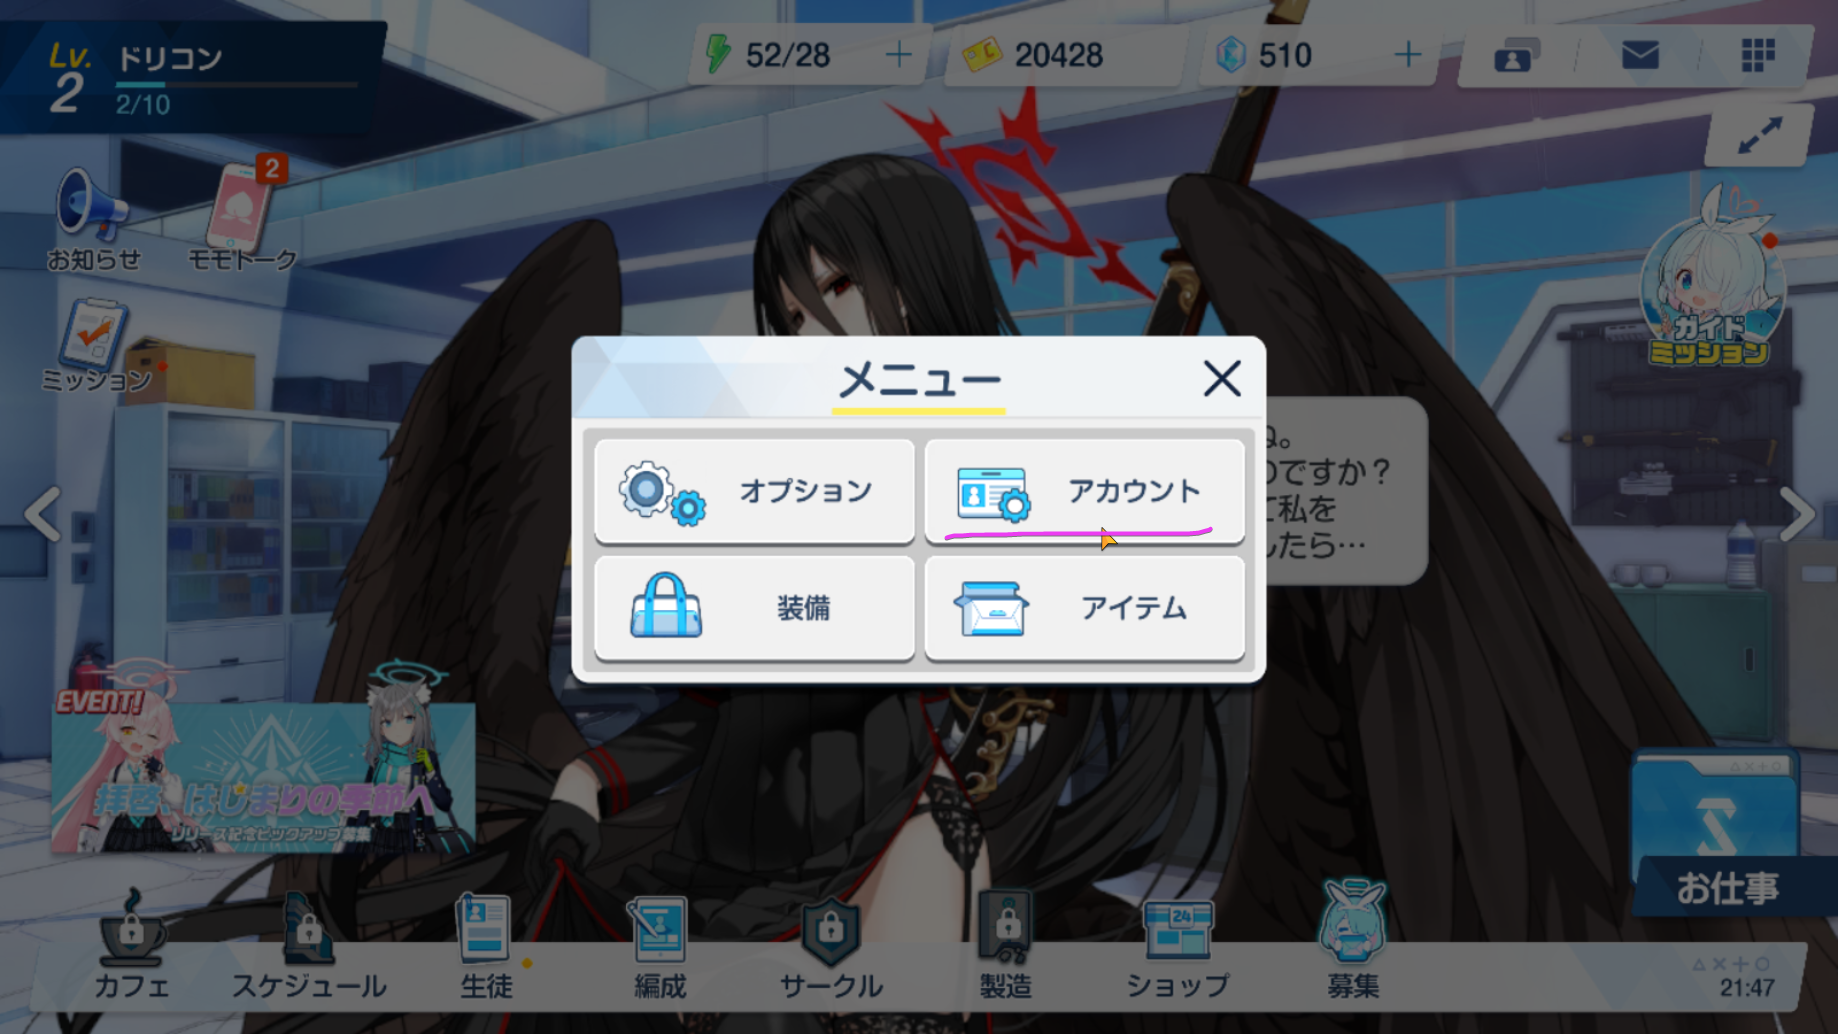 Lv. 2
ドリコン
2/10
52/28
20428
510
お知らせ
モモトーク
2
ミッション
ガイド
ミッション
メニュー
オプション
アカウント
装備
アイテム
ね。
のですか？
て私を
したら…
EVENT!
拝啓、はじまりの季節へ
リリース記念ピックアップ募集
お仕事
カフェ
スケジュール
生徒
編成
サークル
製造
24
ショップ
募集
21:47